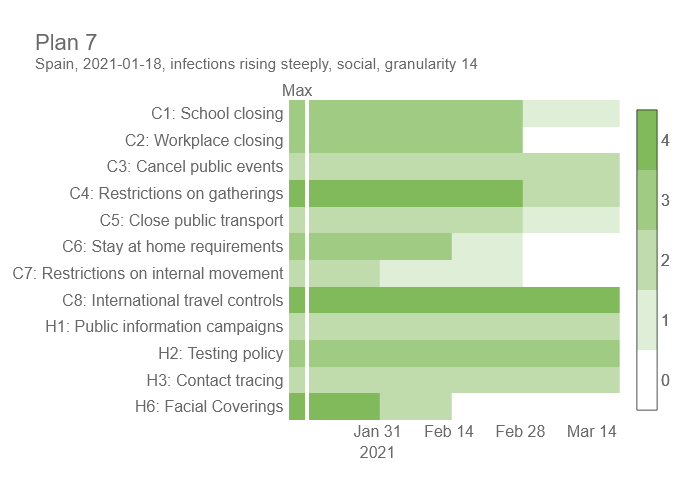 Plan 7
Spain, 2021-01-18, infections rising steeply, social, granularity 14
Max
C1: School closing
C2: Workplace closing
C3: Cancel public events
C4: Restrictions on gatherings
C5: Close public transport
C6: Stay at home requirements
C7: Restrictions on internal movement
C8: International travel controls
H1: Public information campaigns
H2: Testing policy
H3: Contact tracing
H6: Facial Coverings
Jan 31 Feb 14 Feb 28 Mar 14
2021
4
3
2
1
0